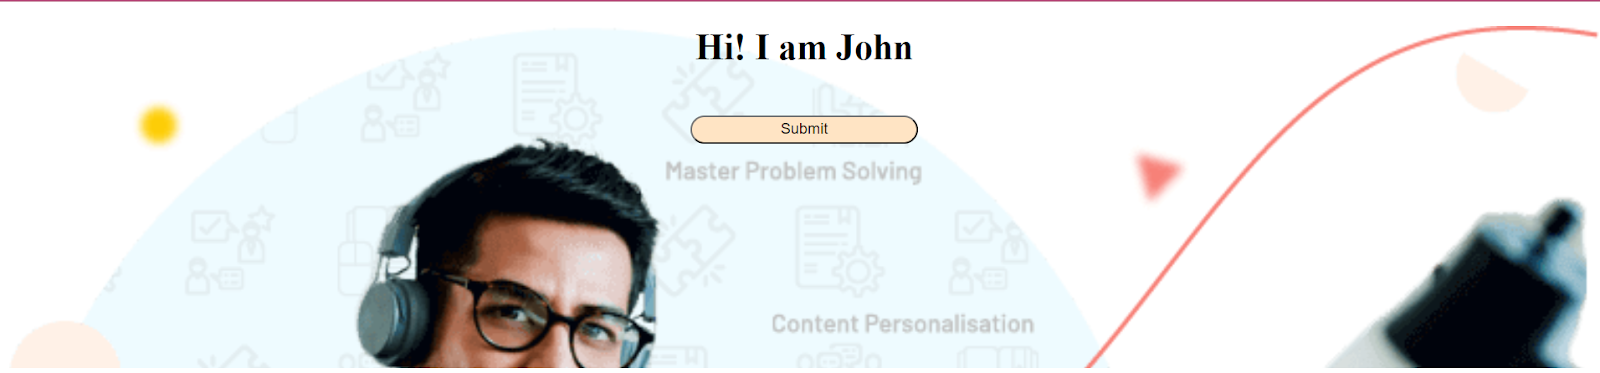 Hi! I am John
Submit
Master Problem Solving
Content Personalisation